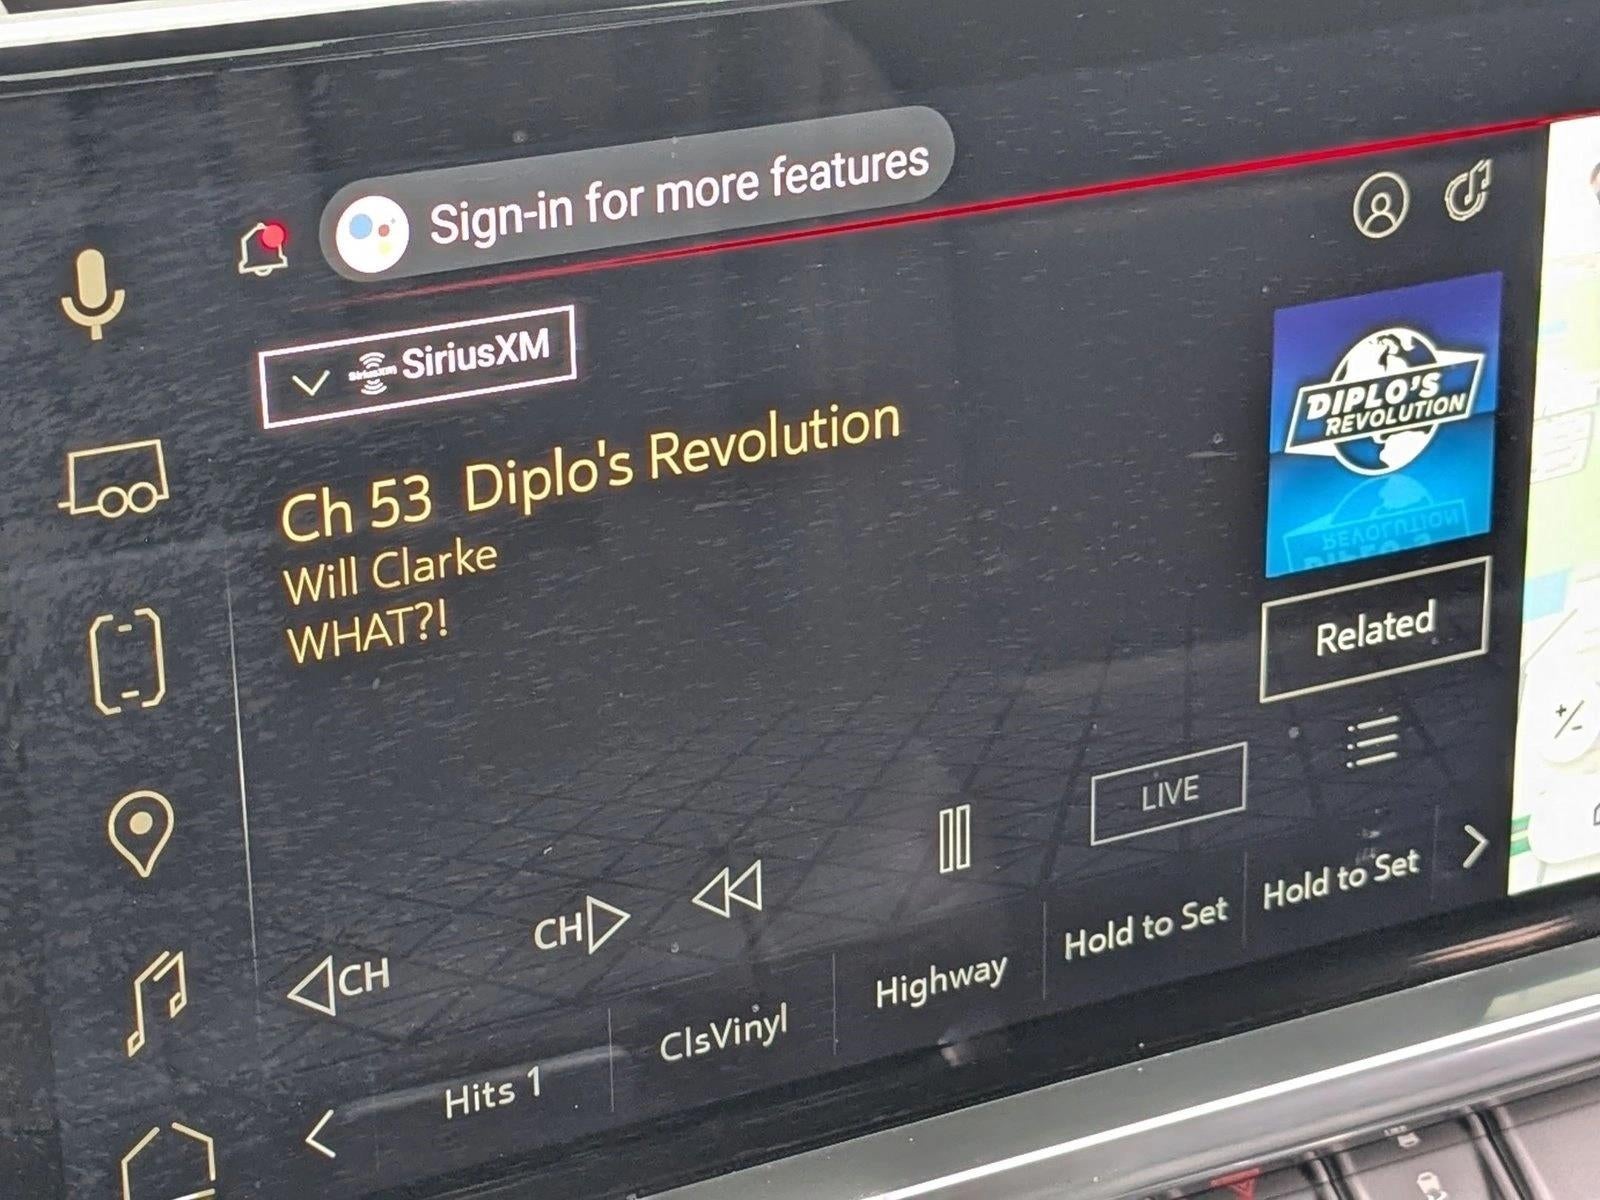 Sign-in for more features
SiriusXM SiriusXM
Ch 53 Diplo's Revolution
Will Clarke
WHAT?!
DIPLO'S
REVOLUTION
Related
LIVE
CH
CH
Hits 1
ClsVinyl
Highway
Hold to Set
Hold to Set